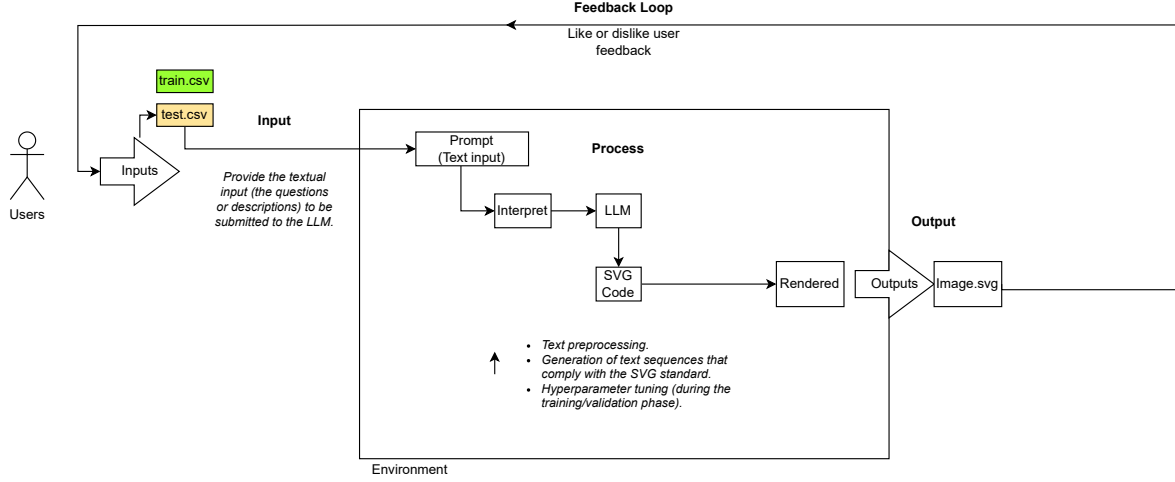 Feedback Loop
Like or dislike user
feedback
train.csv
test.csv
Input
Inputs
Users
Provide the textual
input (the questions
or descriptions) to be
submitted to the LLM.
Prompt
(Text input)
Process
Interpret
LLM
SVG
Code
Rendered
Output
Outputs
Image.svg
• Text preprocessing.
• Generation of text sequences that
comply with the SVG standard.
• Hyperparameter tuning (during the
training/validation phase).
Environment